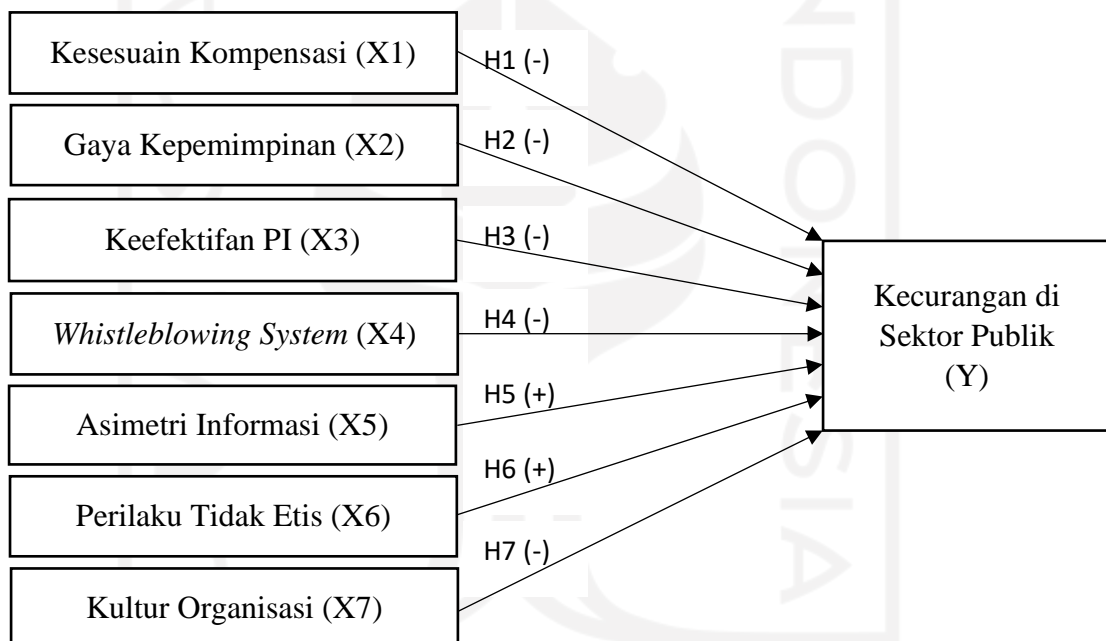 Kesesuain Kompensasi (X1)
H1 (-)
Gaya Kepemimpinan (X2)
H2 (-)
Keefektifan PI (X3)
H3 (-)
Whistleblowing System (X4)
H4 (-)
Asimetri Informasi (X5)
H5 (+)
Perilaku Tidak Etis (X6)
H6 (+)
Kultur Organisasi (X7)
H7 (-)
Kecurangan di
Sektor Publik
(Y)
NDONESIA